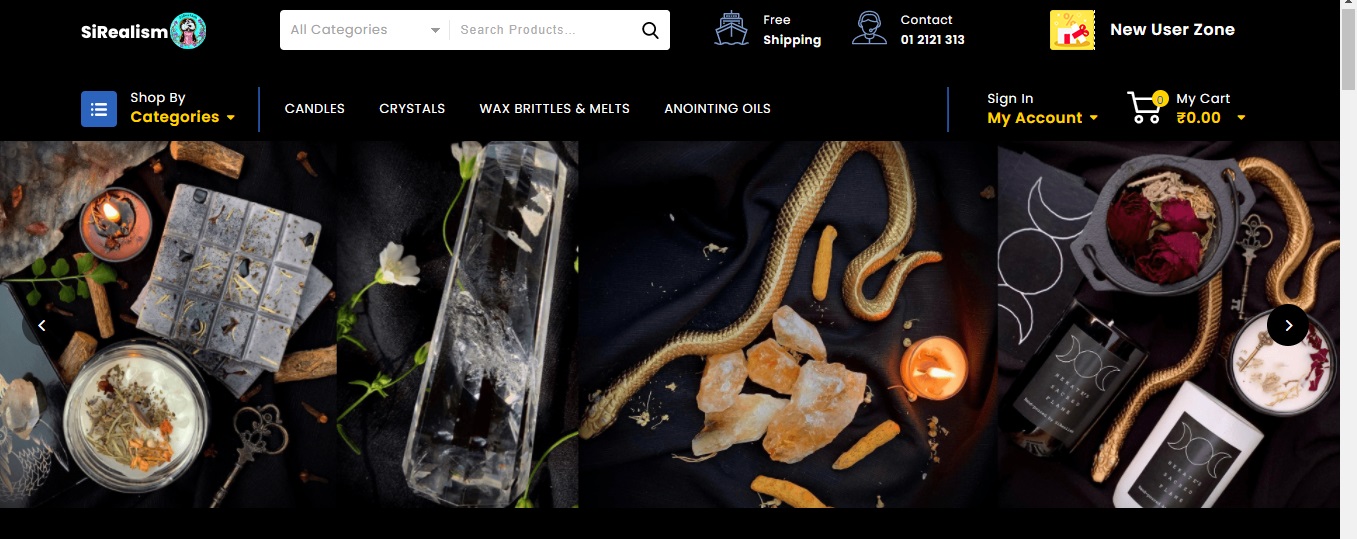 SiRealism
All Categories
Search Products...
Free
Shipping
Contact
01 2121 313
New User Zone
Shop By
Categories
CANDLES
CRYSTALS
WAX BRITTLES & MELTS
ANOINTING OILS
Sign In
My Account
0
My Cart
₹0.00